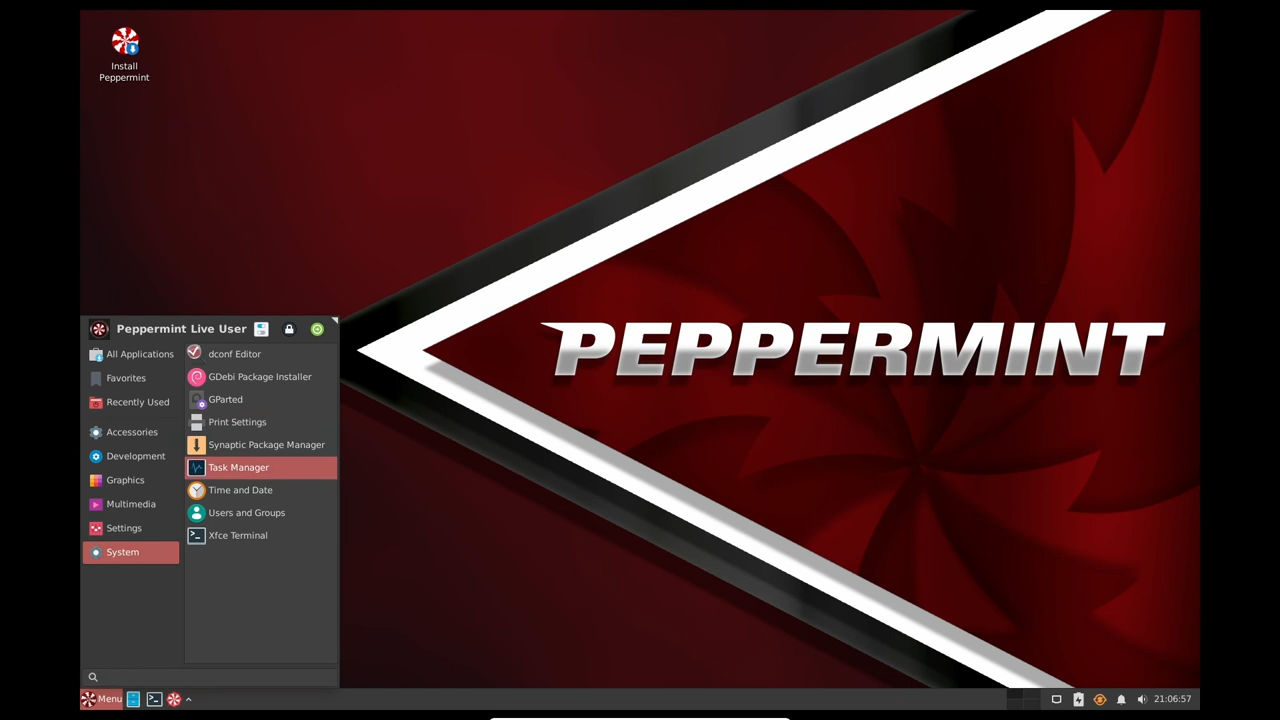 Install
Peppermint
PEPPERMINT
Peppermint Live User
All Applications
Favorites
Recently Used
Accessories
Development
Graphics
Multimedia
Settings
System
dconf Editor
GDebi Package Installer
GParted
Print Settings
Synaptic Package Manager
Task Manager
Time and Date
Users and Groups
Xfce Terminal
Menu
21:06:57